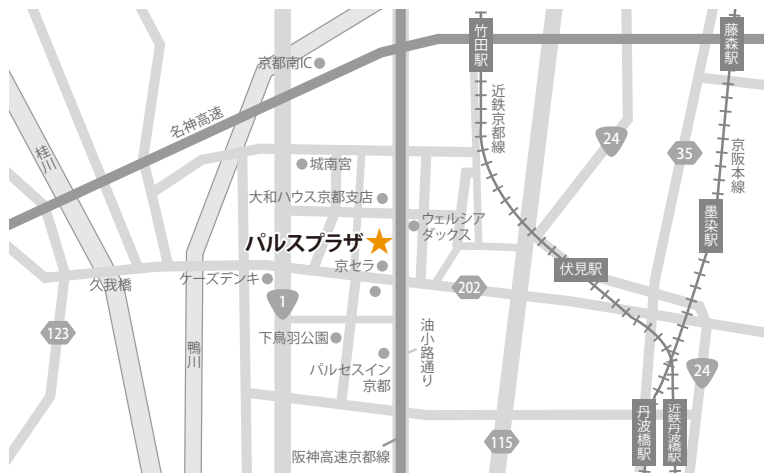 竹田駅
藤森駅
京都南IC
近鉄京都線
名神高速
24
35
京阪本線
桂川
城南宮
大和ハウス京都支店
墨染駅
ウェルシア
ダックス
パルスプラザ
京セラ
伏見駅
久我橋
ケーズデンキ
202
1
123
鴨川
下鳥羽公園
油小路通り
パルセスイン
京都
24
丹波橋駅
近鉄丹波橋駅
115
阪神高速京都線